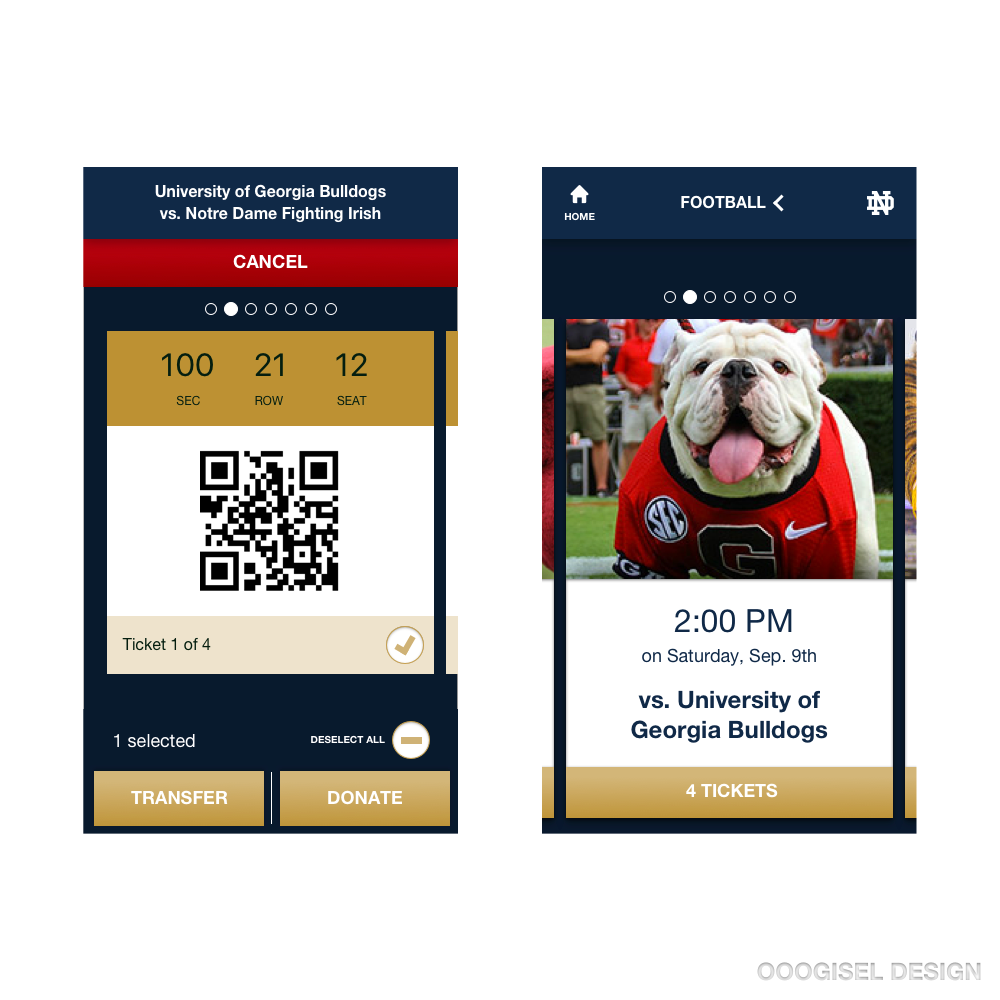 University of Georgia Bulldogs
vs. Notre Dame Fighting Irish
CANCEL
100 21 12
SEC ROW SEAT
Ticket 1 of 4
1 selected
DESELECT ALL
TRANSFER
DONATE
HOME
FOOTBALL
ND
SEC
G
G
2:00 PM
on Saturday, Sep. 9th
vs. University of
Georgia Bulldogs
4 TICKETS
OOOGISEL DESIGN